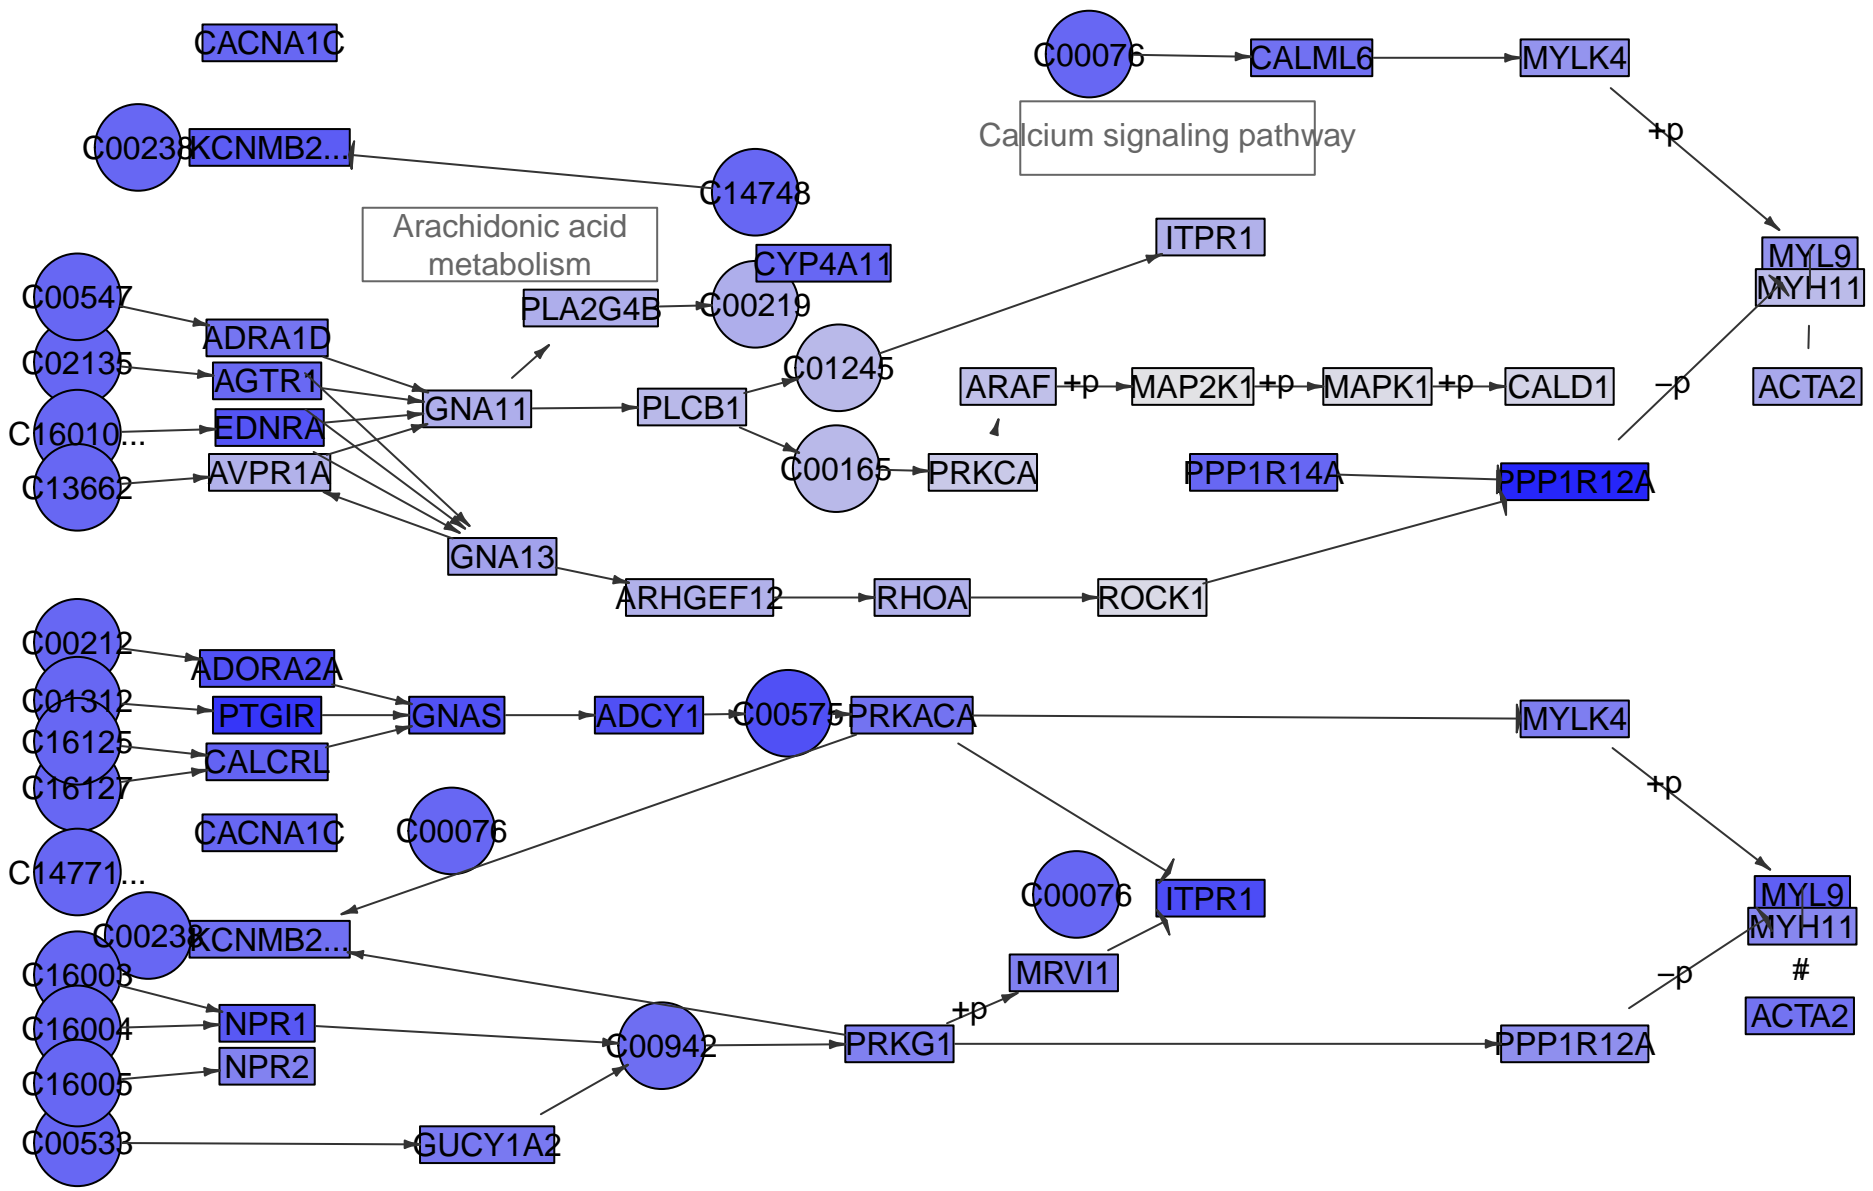 CACNA1C
C00076
CALML6
MYLK4
C00238
KCNMB2...
+p
Calcium signaling pathway
C14748
Arachidonic acid
metabolism
ITPR1
CYP4A11
MYL9
MYH11
C00547
PLA2G4B
C00219
ADRA1D
C02135
AGTR1
C01245
ARAF
+p
MAP2K1
+p
MAPK1
+p
CALD1
–p
ACTA2
GNA11
PLCB1
C16010...
EDNRA
C13662
AVPR1A
C00165
PRKCA
PPP1R14A
PPP1R12A
GNA13
ARHGEF12
RHOA
ROCK1
C00212
ADORA2A
C01312
PTGIR
GNAS
ADCY1
C00575
PRKACA
MYLK4
C16125
CALCRL
C16127
+p
CACNA1C
C00076
C14771...
C00076
ITPR1
MYL9
MYH11
C00238
KCNMB2...
C16003
MRVI1
–p
#
+p
C16004
NPR1
ACTA2
C00942
PRKG1
PPP1R12A
NPR2
C16005
C00533
GUCY1A2